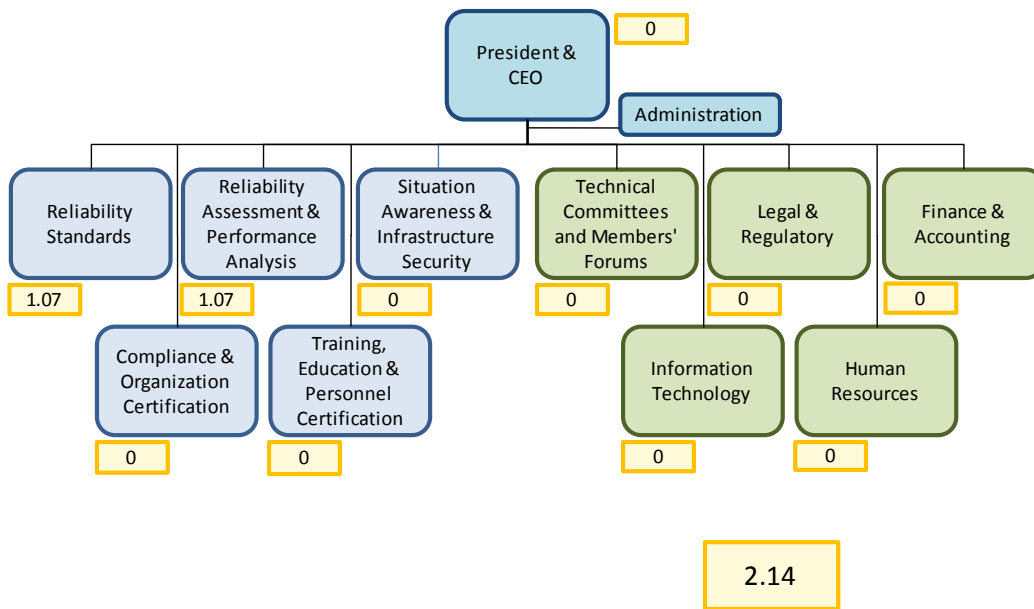 0
President &
CEO
Administration
Reliability
Standards
1.07
Reliability
Assessment &
Performance
Analysis
1.07
Situation
Awareness &
Infrastructure
Security
0
Technical
Committees
and Members'
Forums
0
Legal &
Regulatory
0
Finance &
Accounting
0
Compliance &
Organization
Certification
0
Training,
Education &
Personnel
Certification
0
Information
Technology
0
Human
Resources
0
2.14